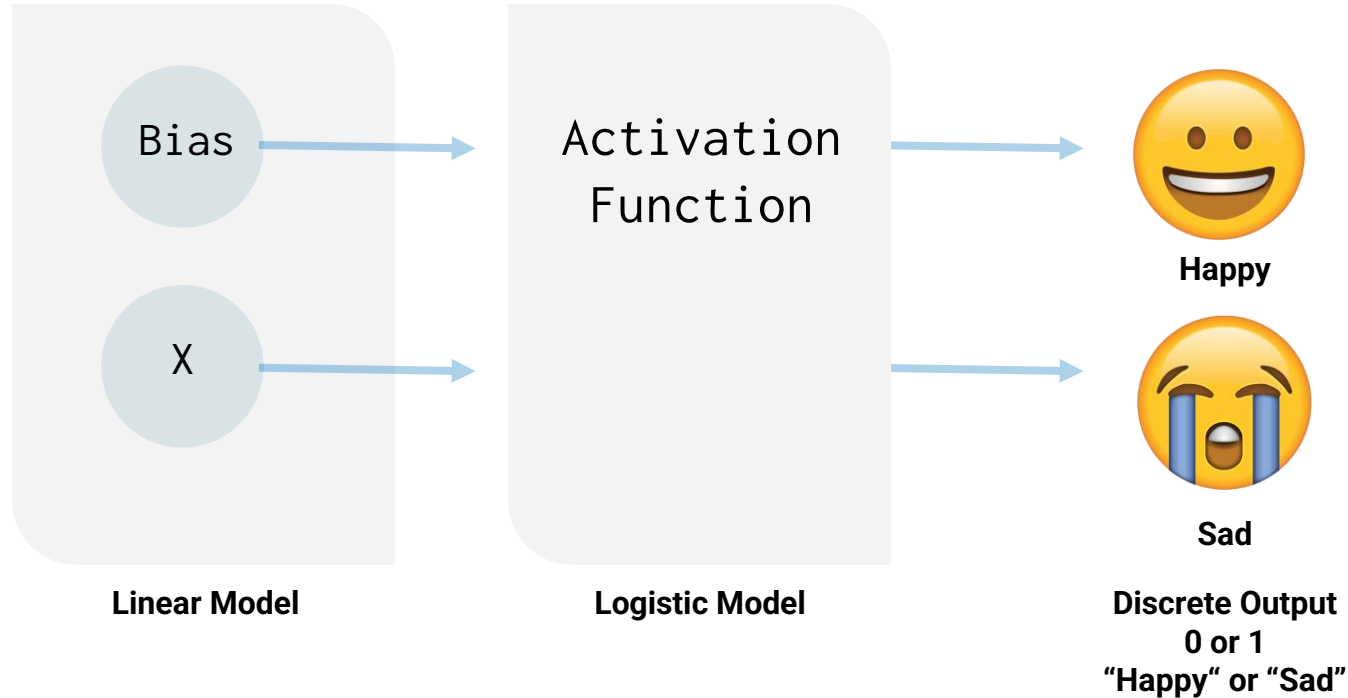 Bias
X
Linear Model
Activation
Function
Logistic Model
Happy
Sad
Discrete Output
0 or 1
“Happy“ or “Sad”